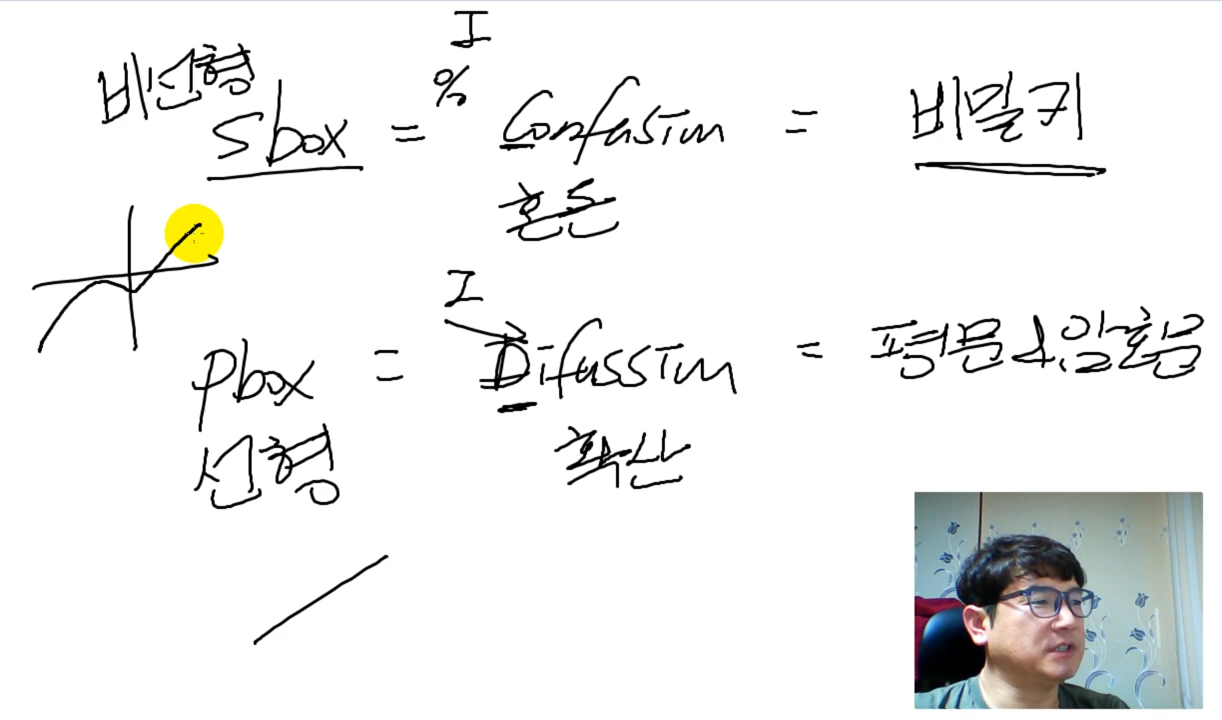 I
비선형 %
Sbox = Confusion = 비밀키
혼돈
I
Pbox = Difussion = 평문 & 암호문
선형 확산